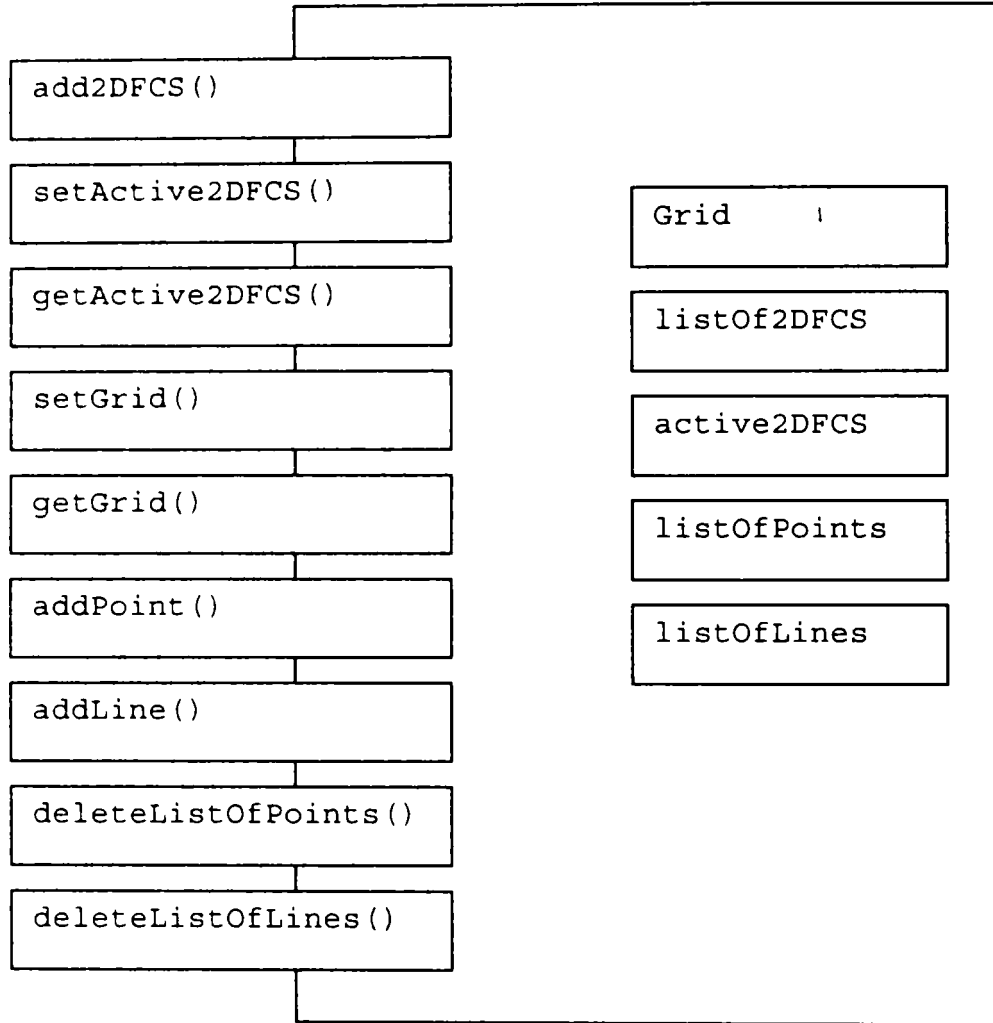 add2DFCS()
setActive2DFCS()
getActive2DFCS()
setGrid()
getGrid()
addPoint()
addLine()
deleteListOfPoints()
deleteListOfLines()
Grid
listOf2DFCS
active2DFCS
listOfPoints
listOfLines